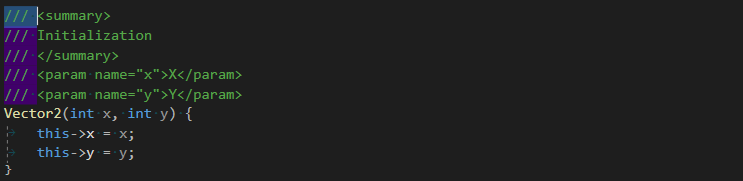 /// <summary>
/// Initialization
/// </summary>
/// <param name="x">X</param>
/// <param name="y">Y</param>
Vector2(int x, int y) {
    this->x = x;
    this->y = y;
}